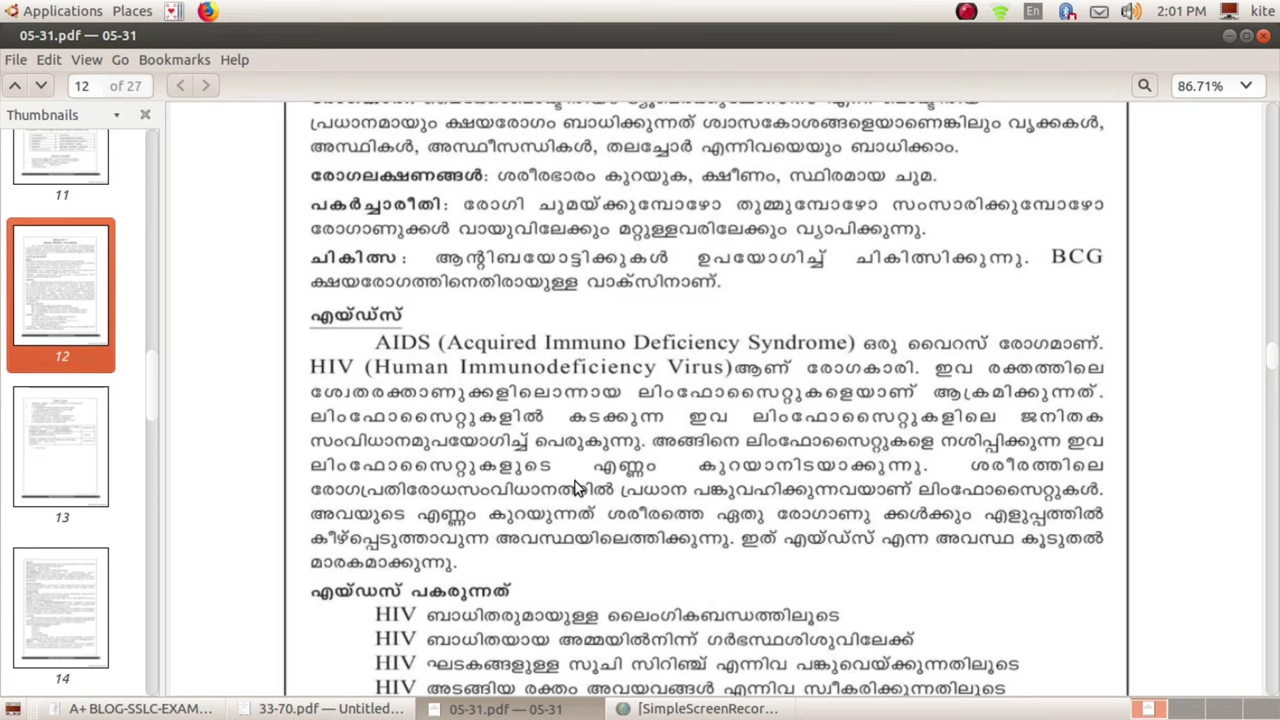 Applications Places En 2:01 PM kite
05-31.pdf — 05-31
File Edit View Go Bookmarks Help
12 of 27 86.71%
Thumbnails
11
12
13
14
പ്രധാനമായും ക്ഷയരോഗം ബാധിക്കുന്നത് ശ്വാസകോശങ്ങളെയാണെങ്കിലും വൃക്കകൾ,
അസ്ഥികൾ, അസ്ഥീസന്ധികൾ, തലച്ചോർ എന്നിവയെയും ബാധിക്കാം.
രോഗലക്ഷണങ്ങൾ: ശരീരഭാരം കുറയുക, ക്ഷീണം, സ്ഥിരമായ ചുമ.
പകർച്ചാരീതി: രോഗി ചുമയ്ക്കുമ്പോഴോ തുമ്മുമ്പോഴോ സംസാരിക്കുമ്പോഴോ
രോഗാണുക്കൾ വായുവിലേക്കും മറ്റുള്ളവരിലേക്കും വ്യാപിക്കുന്നു.
ചികിത്സ: ആന്റിബയോട്ടിക്കുകൾ ഉപയോഗിച്ച് ചികിത്സിക്കുന്നു. BCG
ക്ഷയരോഗത്തിനെതിരായുള്ള വാക്സിനാണ്.
എയ്ഡ്സ്
AIDS (Acquired Immuno Deficiency Syndrome) ഒരു വൈറസ് രോഗമാണ്.
HIV (Human Immunodeficiency Virus)ആണ് രോഗകാരി. ഇവ രക്തത്തിലെ
ശ്വേതരക്താണുക്കളിലൊന്നായ ലിംഫോസൈറ്റുകളെയാണ് ആക്രമിക്കുന്നത്.
ലിംഫോസൈറ്റുകളിൽ കടക്കുന്ന ഇവ ലിംഫോസൈറ്റുകളിലെ ജനിതക
സംവിധാനമുപയോഗിച്ച് പെരുകുന്നു. അങ്ങിനെ ലിംഫോസൈറ്റുകളെ നശിപ്പിക്കുന്ന ഇവ
ലിംഫോസൈറ്റുകളുടെ എണ്ണം കുറയാനിടയാക്കുന്നു. ശരീരത്തിലെ
രോഗപ്രതിരോധസംവിധാനത്തിൽ പ്രധാന പങ്കുവഹിക്കുന്നവയാണ് ലിംഫോസൈറ്റുകൾ.
അവയുടെ എണ്ണം കുറയുന്നത് ശരീരത്തെ ഏതു രോഗാണു ക്കൾക്കും എളുപ്പത്തിൽ
കീഴ്പ്പെടുത്താവുന്ന അവസ്ഥയിലെത്തിക്കുന്നു. ഇത് എയ്ഡ്സ് എന്ന അവസ്ഥ കൂടുതൽ
മാരകമാക്കുന്നു.
എയ്ഡസ് പകരുന്നത്
HIV ബാധിതരുമായുള്ള ലൈംഗികബന്ധത്തിലൂടെ
HIV ബാധിതയായ അമ്മയിൽനിന്ന് ഗർഭസ്ഥശിശുവിലേക്ക്
HIV ഘടകങ്ങളുള്ള സൂചി സിറിഞ്ച് എന്നിവ പങ്കുവെയ്ക്കുന്നതിലൂടെ
HIV അടങ്ങിയ രക്തം അവയവങ്ങൾ എന്നിവ സ്വീകരിക്കുന്നതിലൂടെ
A+ BLOG-SSLC-EXAM... 33-70.pdf — Untitled... 05-31.pdf — 05-31 [SimpleScreenRecor...